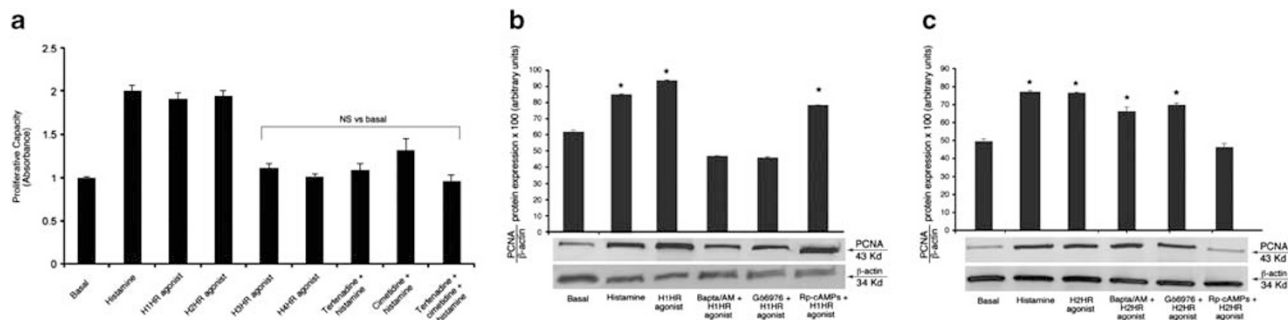 a
2.5
2
1.5
1
0.5
0
Proliferative Capacity
(Absorbance)
NS vs basal
Basal
Histamine
H1HR agonist
H2HR agonist
H3HR agonist
H4HR agonist
Terfenadine +
histamine
Cimetidine +
histamine
Terfenadine +
cimetidine +
histamine
b
100
90
80
70
60
50
40
30
20
10
0
PCNA
β-actin
protein expression x 100 (arbitrary units)
*
*
*
PCNA
43 Kd
β-actin
34 Kd
Basal
Histamine
H1HR
agonist
Bapta/AM +
H1HR
agonist
Gö6976 +
H1HR
agonist
Rp-cAMPs +
H1HR
agonist
c
100
90
80
70
60
50
40
30
20
10
0
PCNA
β-actin
protein expression x 100 (arbitrary units)
*
*
*
*
PCNA
43 Kd
β-actin
34 Kd
Basal
Histamine
H2HR
agonist
Bapta/AM +
H2HR
agonist
Gö6976 +
H2HR
agonist
Rp-cAMPs +
H2HR
agonist